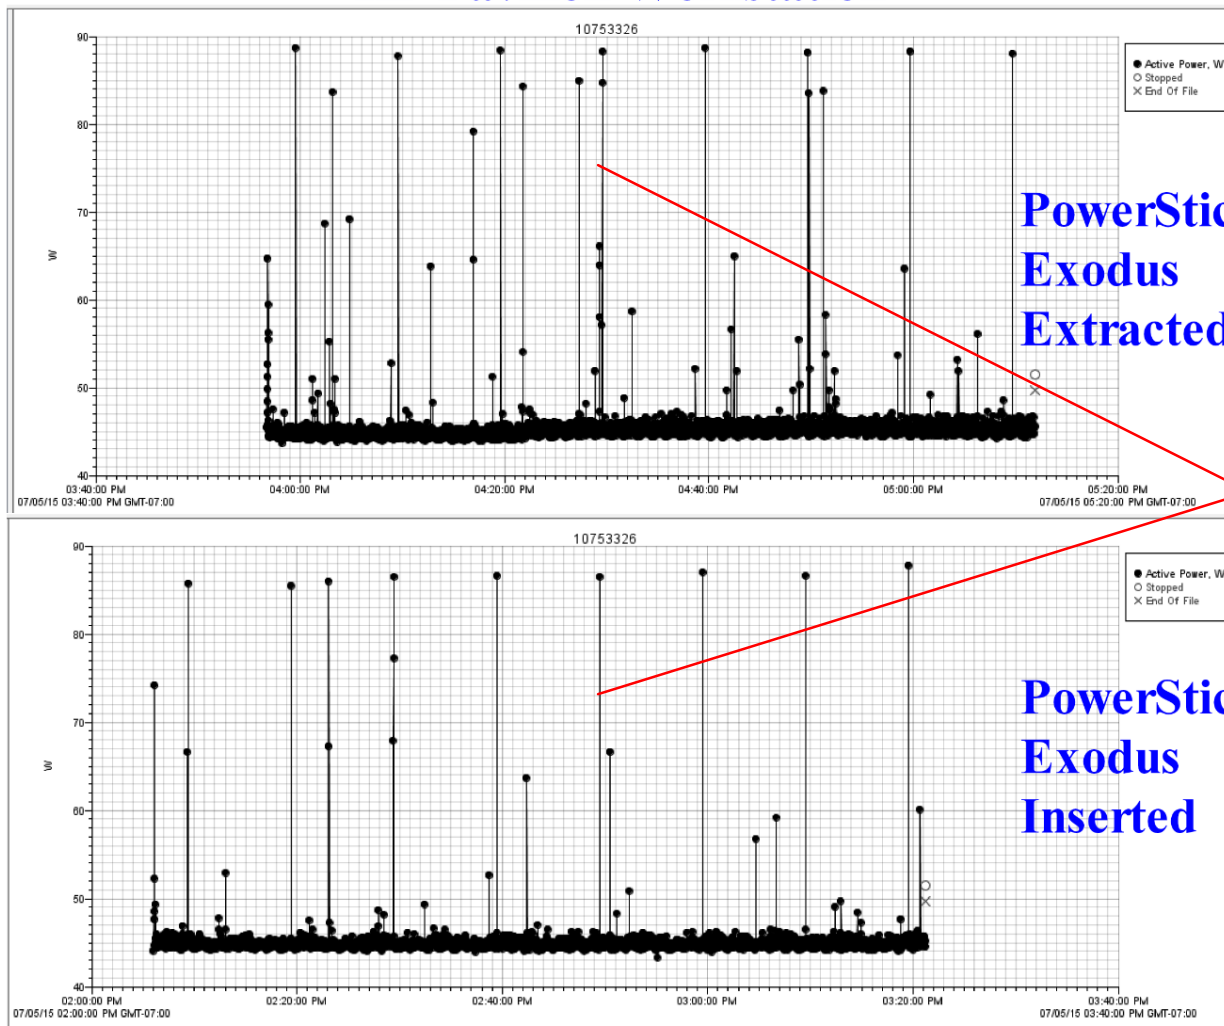 10753326
90
80
70
60
50
40
W
03:40:00 PM
04:00:00 PM
04:20:00 PM
04:40:00 PM
05:00:00 PM
05:20:00 PM
07/05/15 03:40:00 PM GMT-07:00
07/05/15 05:20:00 PM GMT-07:00
Active Power, W
Stopped
End Of File
Exodus
Extracted
10753326
90
80
70
60
50
40
W
02:00:00 PM
02:20:00 PM
02:40:00 PM
03:00:00 PM
03:20:00 PM
03:40:00 PM
07/05/15 02:00:00 PM GMT-07:00
07/05/15 03:40:00 PM GMT-07:00
Active Power, W
Stopped
End Of File
Exodus
Inserted